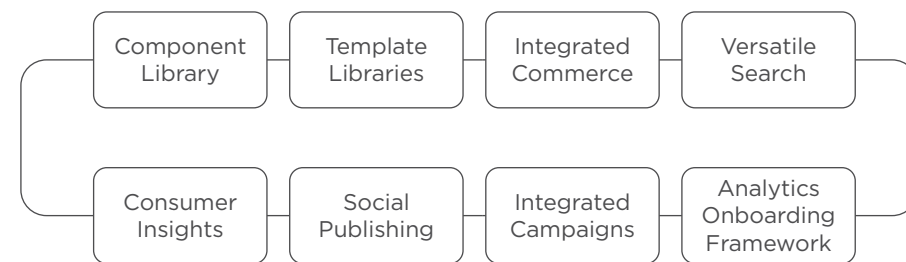 Component
Library
Template
Libraries
Integrated
Commerce
Versatile
Search
Consumer
Insights
Social
Publishing
Integrated
Campaigns
Analytics
Onboarding
Framework